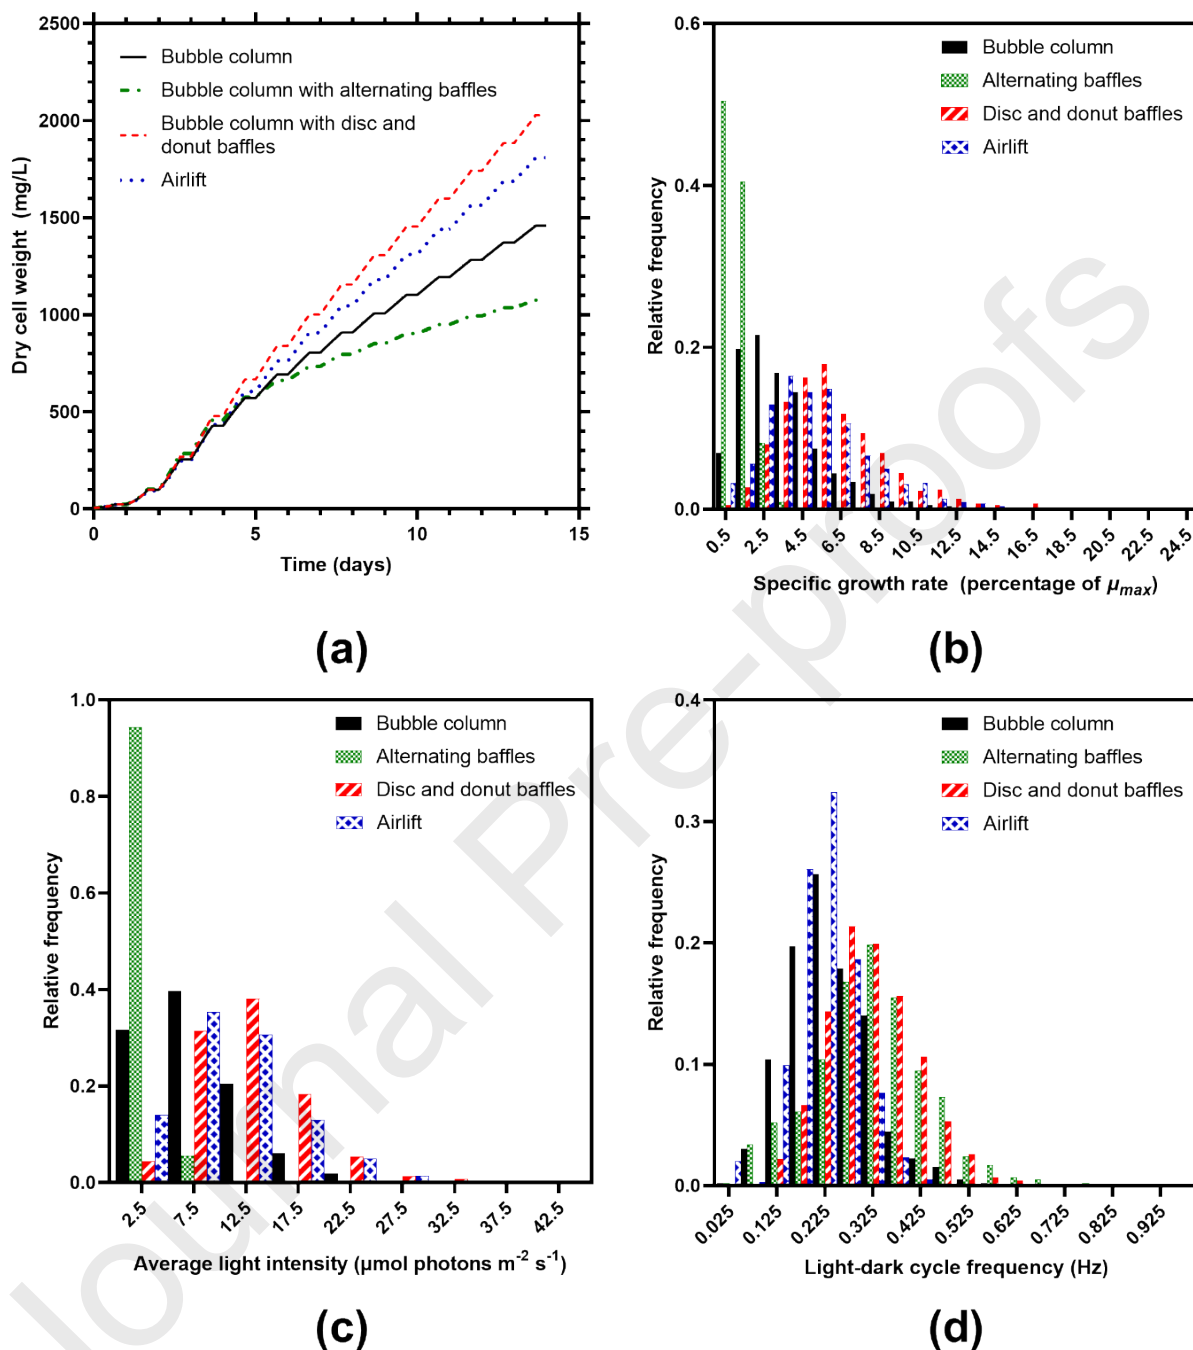 2500
2000
1500
1000
500
0
Dry cell weight (mg/L)
Bubble column
Bubble column with alternating baffles
Bubble column with disc and
donut baffles
Airlift
0 5 10 15
Time (days)
(a)
0.6
0.4
0.2
0.0
Relative frequency
Bubble column
Alternating baffles
Disc and donut baffles
Airlift
0.5 2.5 4.5 6.5 8.5 10.5 12.5 14.5 16.5 18.5 20.5 22.5 24.5
Specific growth rate (percentage of μmax)
(b)
1.0
0.8
0.6
0.4
0.2
0.0
Relative frequency
Bubble column
Alternating baffles
Disc and donut baffles
Airlift
2.5 7.5 12.5 17.5 22.5 27.5 32.5 37.5 42.5
Average light intensity (μmol photons m⁻² s⁻¹)
(c)
0.4
0.3
0.2
0.1
0.0
Relative frequency
Bubble column
Alternating baffles
Disc and donut baffles
Airlift
0.025 0.125 0.225 0.325 0.425 0.525 0.625 0.725 0.825 0.925
Light-dark cycle frequency (Hz)
(d)
Journal Pre-proofs